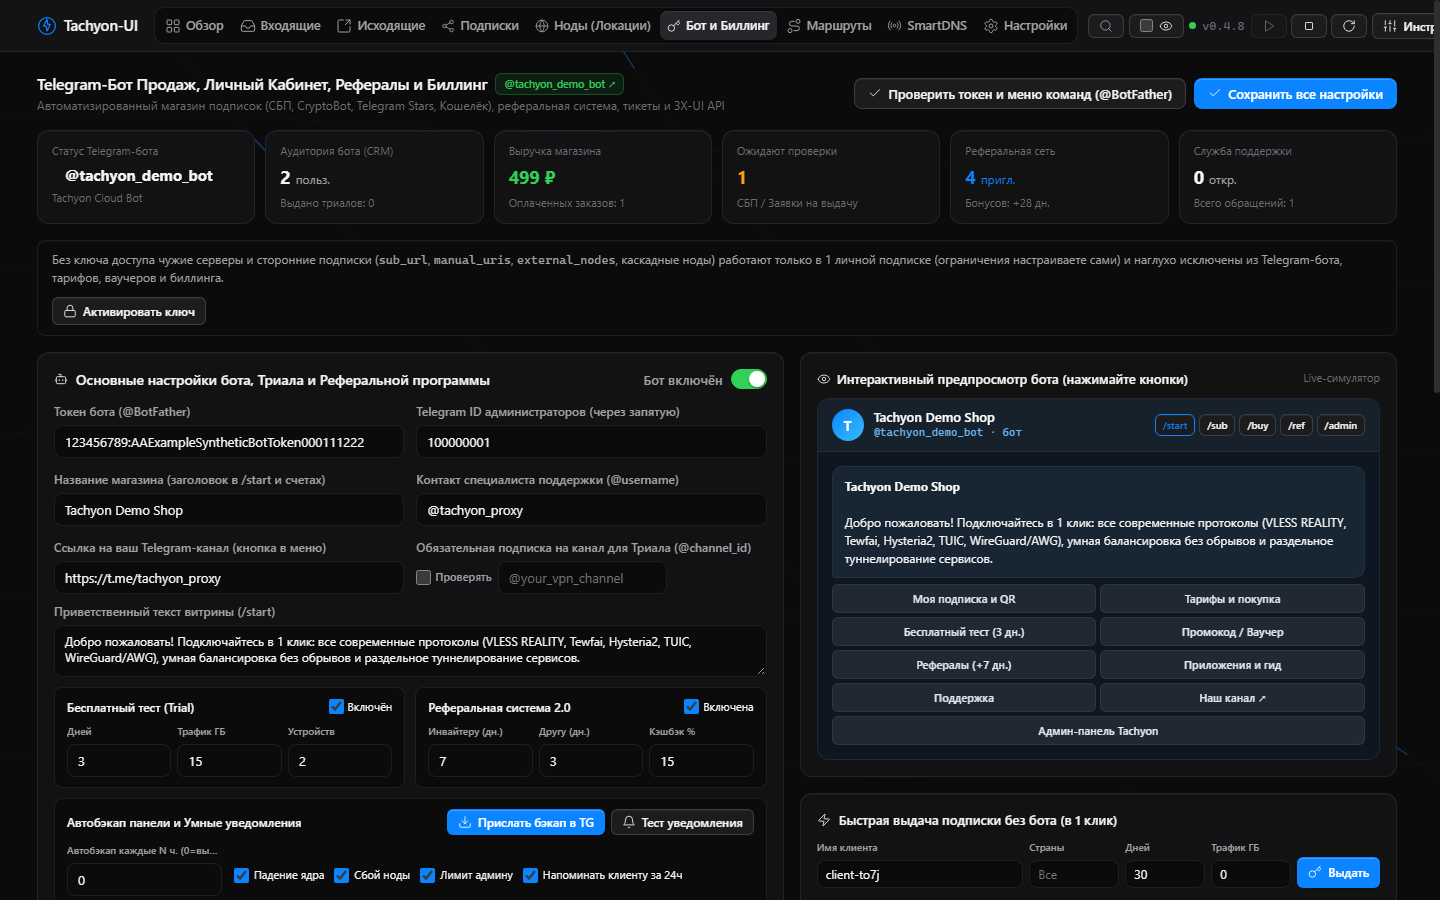 Tachyon-UI
Обзор
Входящие
Исходящие
Подписки
Ноды (Локации)
Бот и Биллинг
Маршруты
SmartDNS
Настройки
v0.4.8
Telegram-Бот Продаж, Личный Кабинет, Рефералы и Биллинг
@tachyon_demo_bot ↗
Автоматизированный магазин подписок (СБП, CryptoBot, Telegram Stars, Кошелёк), реферальная система, тикеты и 3X-UI API
Проверить токен и меню команд (@BotFather)
Сохранить все настройки
Статус Telegram-бота
@tachyon_demo_bot
Tachyon Cloud Bot
Аудитория бота (CRM)
2 польз.
Выдано триалов: 0
Выручка магазина
499 ₽
Оплаченных заказов: 1
Ожидают проверки
1
СБП / Заявки на выдачу
Реферальная сеть
4 пригл.
Бонусов: +28 дн.
Служба поддержки
0 откр.
Всего обращений: 1
Без ключа доступа чужие серверы и сторонние подписки (sub_url, manual_uris, external_nodes, каскадные ноды) работают только в 1 личной подписке (ограничения настраиваете сами) и наглухо исключены из Telegram-бота,
тарифов, ваучеров и биллинга.
Активировать ключ
Основные настройки бота, Триала и Реферальной программы
Бот включён
Токен бота (@BotFather)
Telegram ID администраторов (через запятую)
123456789:AAExampleSyntheticBotToken000111222
100000001
Название магазина (заголовок в /start и счетах)
Контакт специалиста поддержки (@username)
Tachyon Demo Shop
@tachyon_proxy
Ссылка на ваш Telegram-канал (кнопка в меню)
Обязательная подписка на канал для Триала (@channel_id)
https://t.me/tachyon_proxy
Проверять
@your_vpn_channel
Приветственный текст витрины (/start)
Добро пожаловать! Подключайтесь в 1 клик: все современные протоколы (VLESS REALITY, Tewfai, Hysteria2, TUIC,
WireGuard/AWG), умная балансировка без обрывов и раздельное туннелирование сервисов.
Бесплатный тест (Trial)
Включён
Дней
Трафик ГБ
Устройств
3
15
2
Реферальная система 2.0
Включена
Инвайтеру (дн.)
Другу (дн.)
Кэшбэк %
7
3
15
Автобэкап панели и Умные уведомления
Прислать бэкап в TG
Тест уведомления
Автобэкап каждые N ч. (0=вы...
0
Падение ядра
Сбой ноды
Лимит админу
Напоминать клиенту за 24ч
Интерактивный предпросмотр бота (нажимайте кнопки)
Live-симулятор
T
Tachyon Demo Shop
@tachyon_demo_bot · бот
/start
/sub
/buy
/ref
/admin
Tachyon Demo Shop
Добро пожаловать! Подключайтесь в 1 клик: все современные протоколы (VLESS REALITY,
Tewfai, Hysteria2, TUIC, WireGuard/AWG), умная балансировка без обрывов и раздельное
туннелирование сервисов.
Моя подписка и QR
Тарифы и покупка
Бесплатный тест (3 дн.)
Промокод / Ваучер
Рефералы (+7 дн.)
Приложения и гид
Поддержка
Наш канал ↗
Админ-панель Tachyon
Быстрая выдача подписки без бота (в 1 клик)
Имя клиента
Страны
Дней
Трафик ГБ
client-to7j
Все
30
0
Выдать